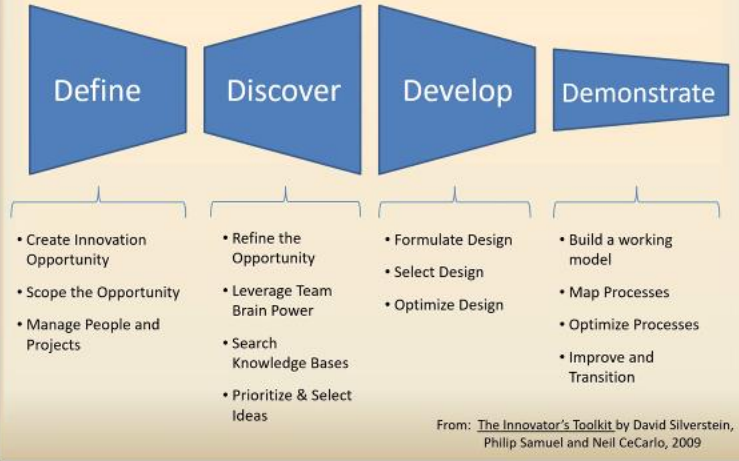 Define
Discover
Develop
Demonstrate
• Create Innovation
Opportunity
• Scope the Opportunity
• Manage People and
Projects
• Refine the
Opportunity
• Leverage Team
Brain Power
• Search
Knowledge Bases
• Prioritize & Select
Ideas
• Formulate Design
• Select Design
• Optimize Design
• Build a working
model
• Map Processes
• Optimize Processes
• Improve and
Transition
From: The Innovator's Toolkit by David Silverstein,
Philip Samuel and Neil CeCarlo, 2009